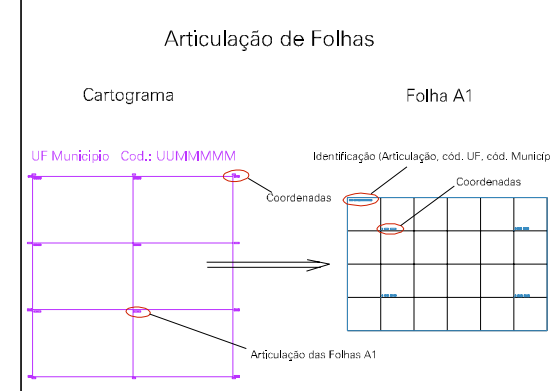 Articulação de Folhas
Cartograma
Folha A1
UF Municipio Cod.: UUMMMMM
Identificação (Articulação, cód. UF, cód. Municíp
Coordenadas
Coordenadas
Articulação das Folhas A1